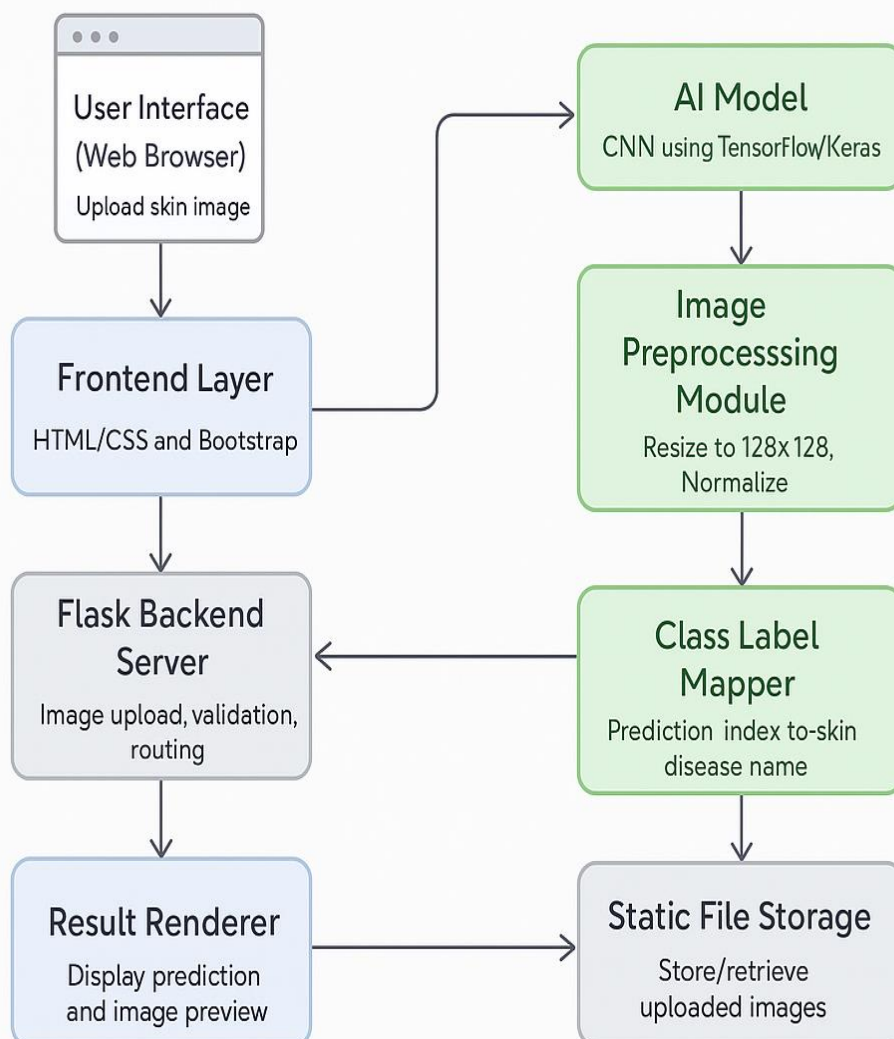 User Interface
(Web Browser)
Upload skin image
Frontend Layer
HTML/CSS and Bootstrap
Flask Backend
Server
Image upload, validation,
routing
Result Renderer
Display prediction
and image preview
AI Model
CNN using TensorFlow/Keras
Image
Preprocesssing
Module
Resize to 128x128,
Normalize
Class Label
Mapper
Prediction index to-skin
disease name
Static File Storage
Store/retrieve
uploaded images